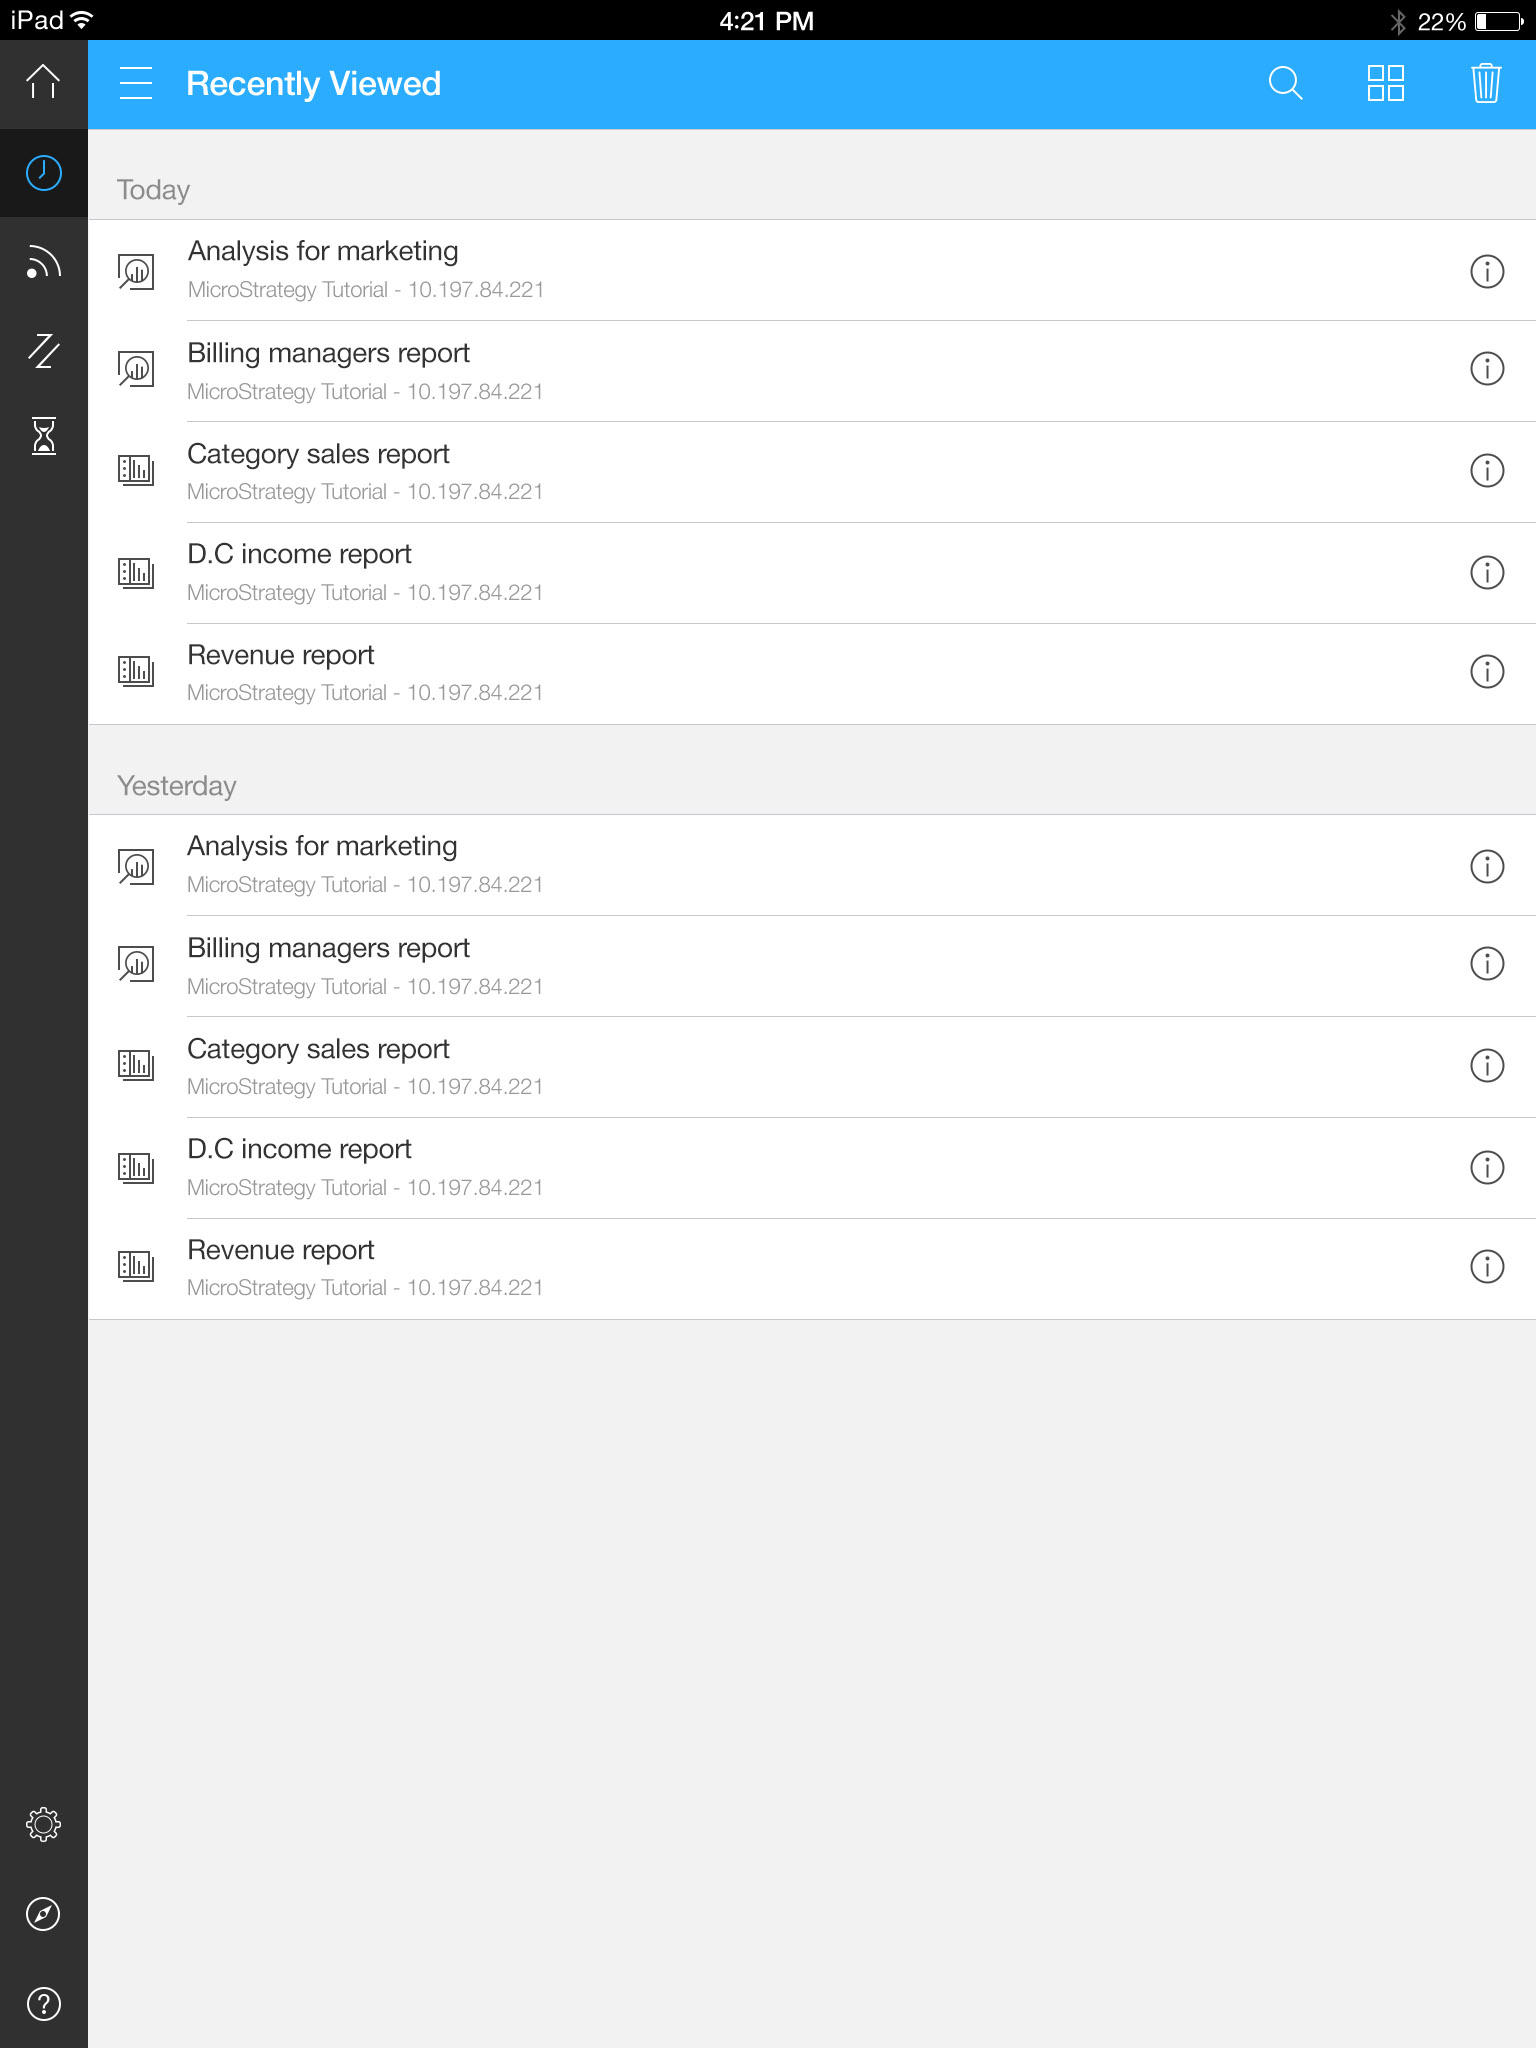 iPad 4:21 PM 22%
Recently Viewed
Today
Analysis for marketing
MicroStrategy Tutorial - 10.197.84.221
Billing managers report
MicroStrategy Tutorial - 10.197.84.221
Category sales report
MicroStrategy Tutorial - 10.197.84.221
D.C income report
MicroStrategy Tutorial - 10.197.84.221
Revenue report
MicroStrategy Tutorial - 10.197.84.221
Yesterday
Analysis for marketing
MicroStrategy Tutorial - 10.197.84.221
Billing managers report
MicroStrategy Tutorial - 10.197.84.221
Category sales report
MicroStrategy Tutorial - 10.197.84.221
D.C income report
MicroStrategy Tutorial - 10.197.84.221
Revenue report
MicroStrategy Tutorial - 10.197.84.221